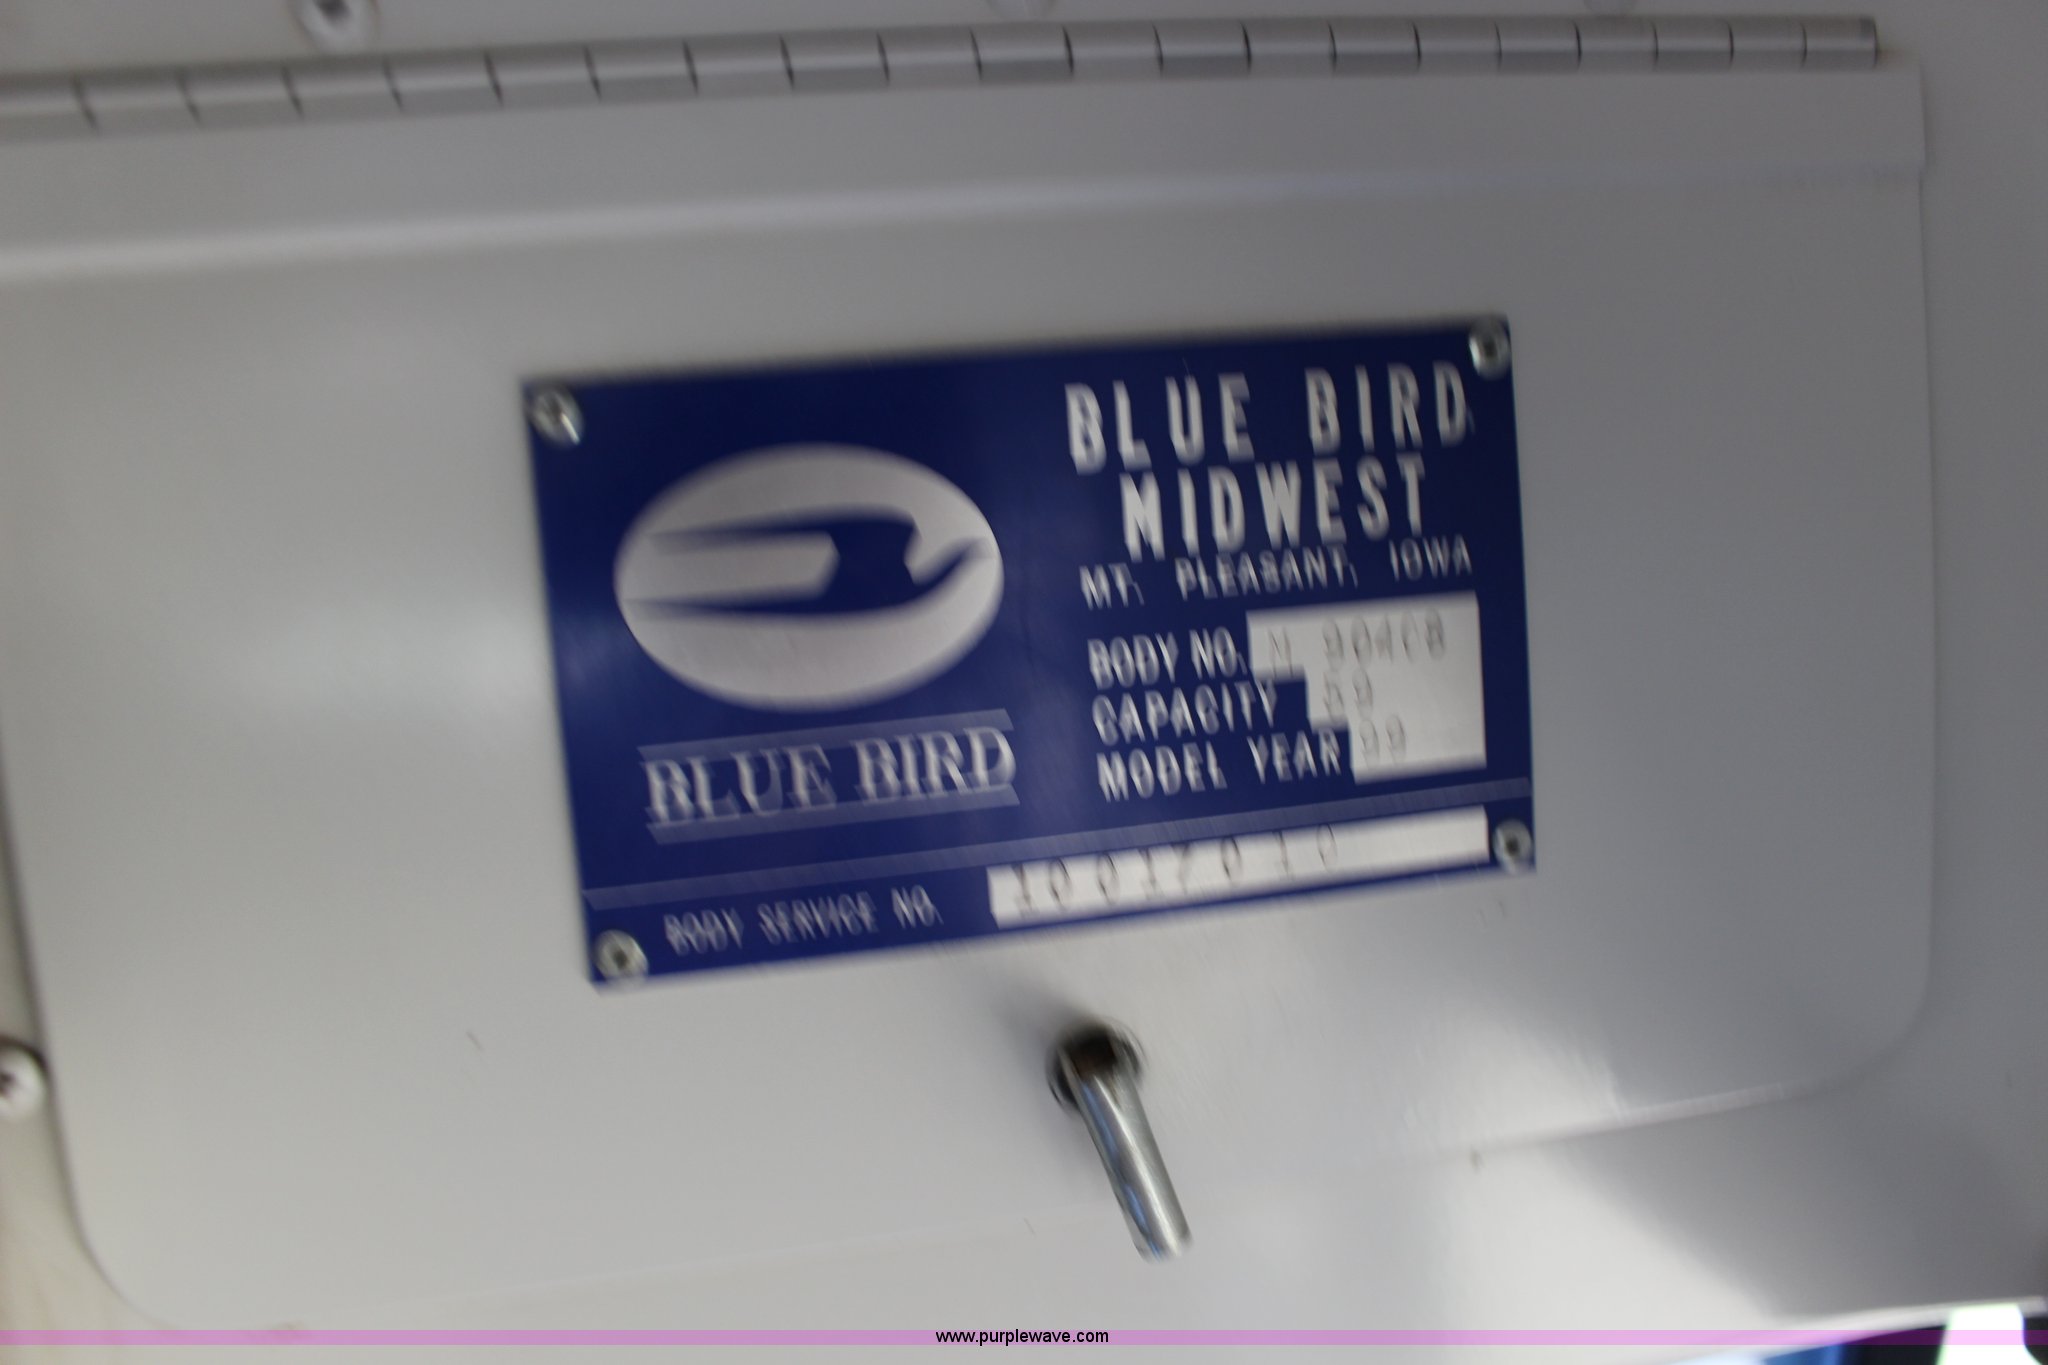 BLUE BIRD
MIDWEST
MT. PLEASANT, IOWA
BODY NO.
CAPACITY
MODEL YEAR
BLUE BIRD
BODY SERVICE NO. 10017010
www.purplewave.com